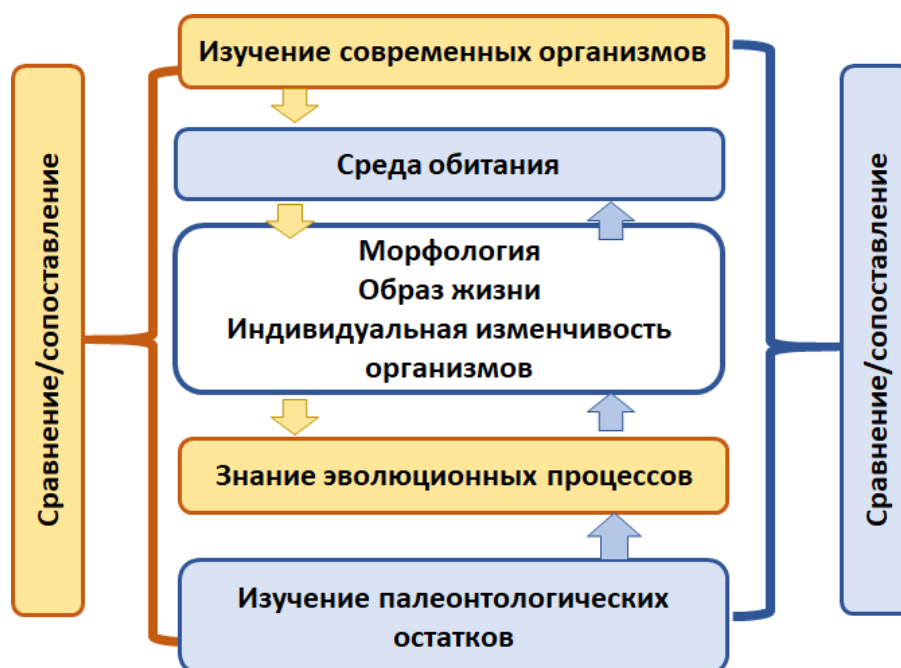 Сравнение/сопоставление
Изучение современных организмов
Среда обитания
Морфология
Образ жизни
Индивидуальная изменчивость
организмов
Знание эволюционных процессов
Изучение палеонтологических
остатков
Сравнение/сопоставление